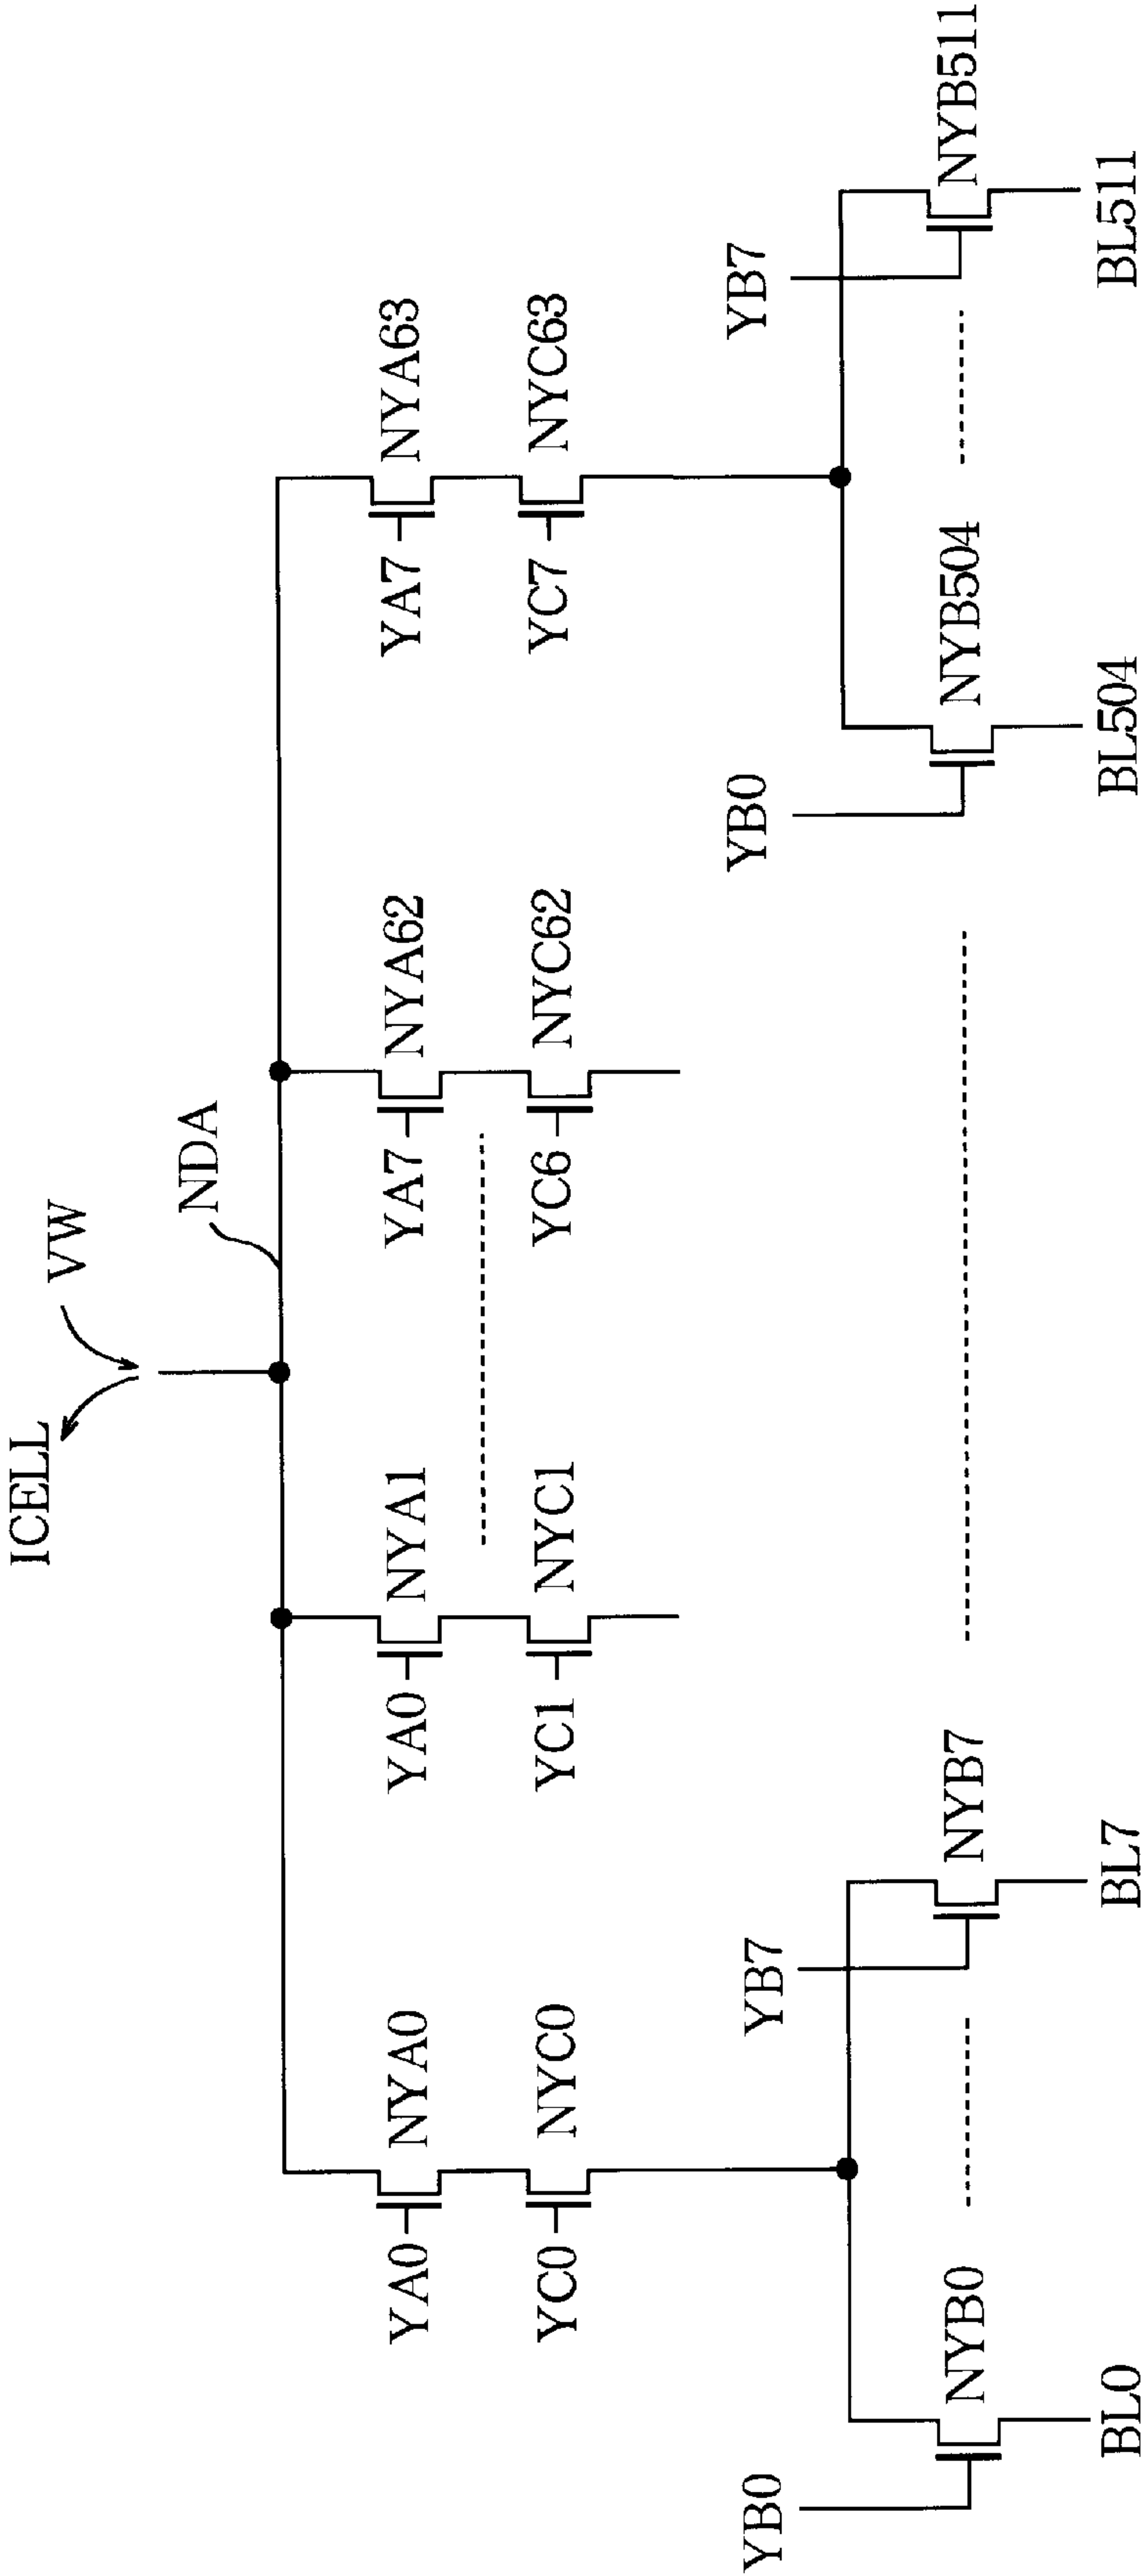 ICELL
VW
NDA
YA0
NYA0
YA0
NYA1
YA7
NYA62
YA7
NYA63
YC0
NYC0
YC1
NYC1
YC6
NYC62
YC7
NYC63
YB0
YB7
YB0
YB7
NYB0
NYB7
NYB504
NYB511
BL0
BL7
BL504
BL511